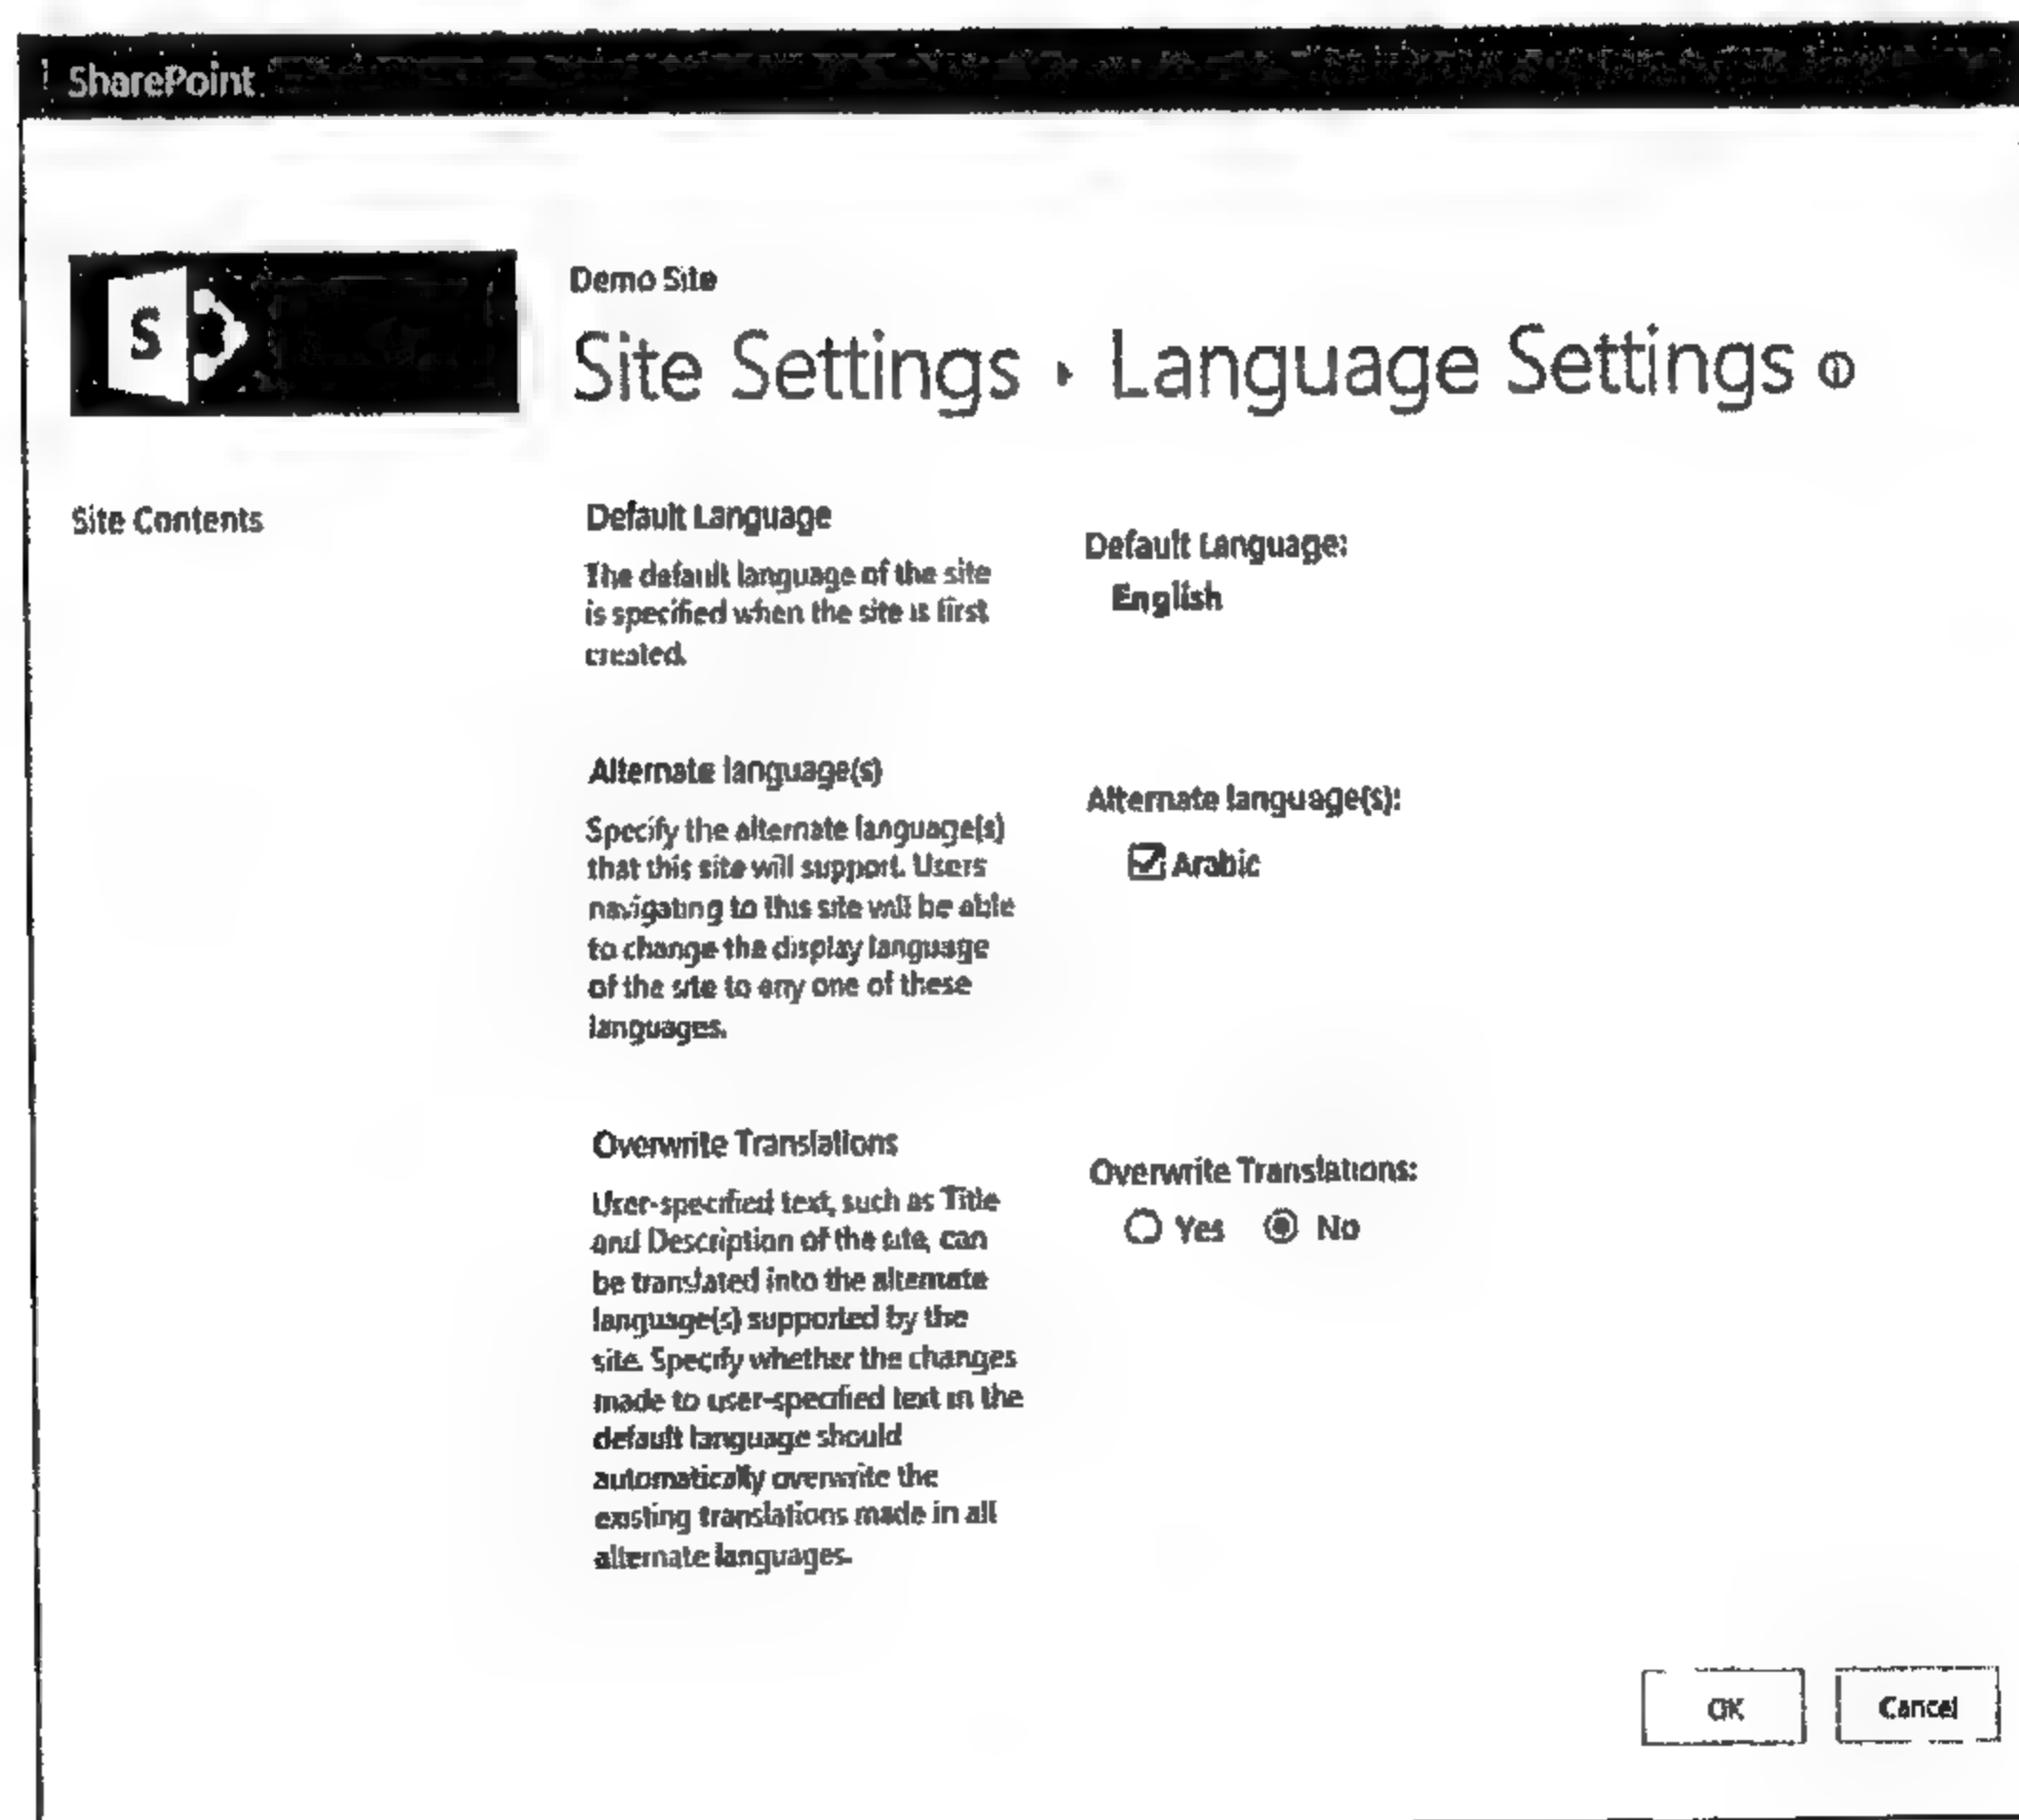 SharePoint
S
Demo Site
Site Settings › Language Settings
Site Contents
Default Language
The default language of the site
is specified when the site is first
created.
Default Language:
English
Alternate language(s)
Specify the alternate language(s)
that this site will support. Users
navigating to this site will be able
to change the display language
of the site to any one of these
languages.
Alternate language(s):
Arabic
Overwrite Translations
User-specified text, such as Title
and Description of the site, can
be translated into the alternate
language(s) supported by the
site. Specify whether the changes
made to user-specified text in the
default language should
automatically overwrite the
existing translations made in all
alternate languages.
Overwrite Translations:
Yes No
OK Cancel